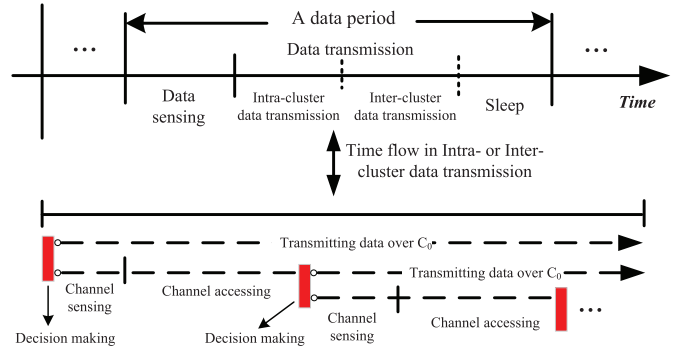 A data period
...
...
Data transmission
Data
sensing
Intra-cluster
data transmission
Inter-cluster
data transmission
Sleep
Time
Time flow in Intra- or Inter-
cluster data transmission
Transmitting data over C₀
Channel
sensing
Channel accessing
Transmitting data over C₀
Decision making
Decision making
Channel
sensing
Channel accessing
...